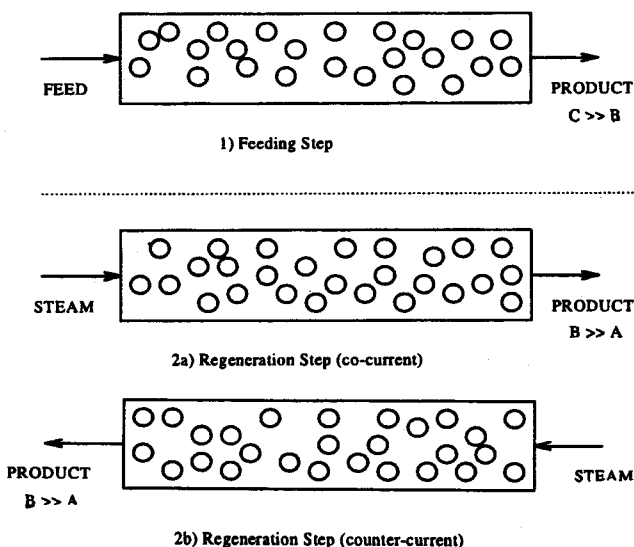 FEED
PRODUCT
C >> B
1) Feeding Step
STEAM
PRODUCT
B >> A
2a) Regeneration Step (co-current)
PRODUCT
B >> A
STEAM
2b) Regeneration Step (counter-current)